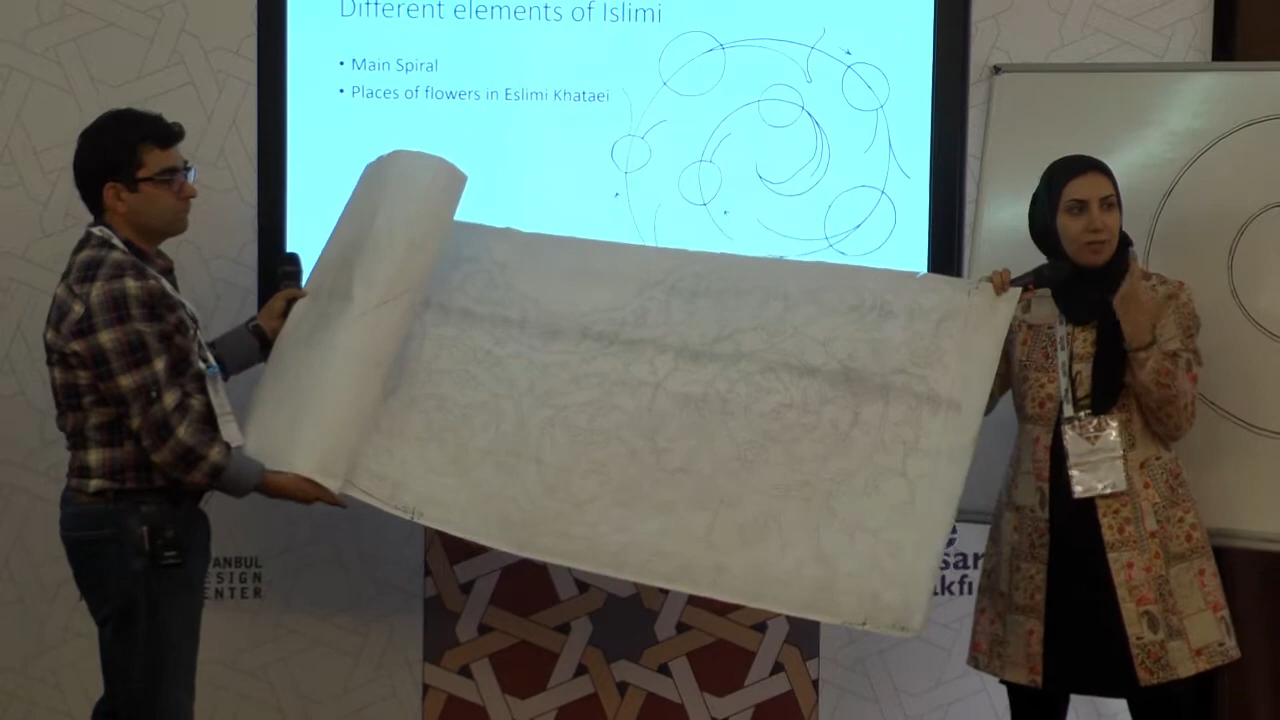 Different elements of Islimi
• Main Spiral
• Places of flowers in Eslimi Khataei
ANBUL
ESIGN
ENTER
sar
akfı